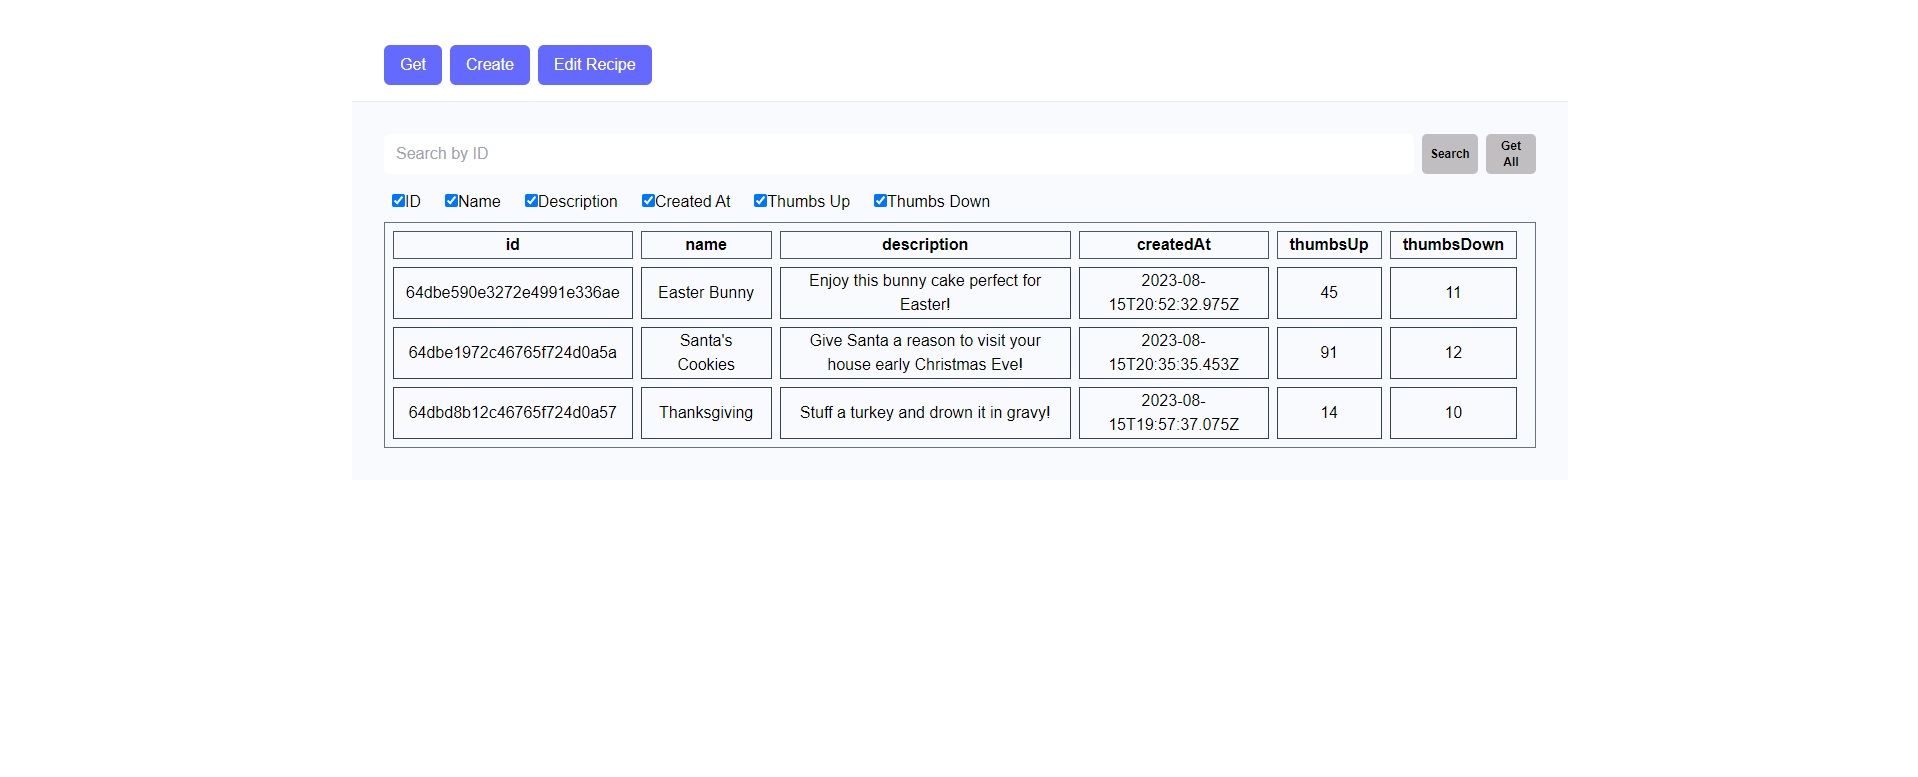 Get Create Edit Recipe
Search by ID Search Get
All
ID Name Description Created At Thumbs Up Thumbs Down
id name description createdAt thumbsUp thumbsDown
64dbe590e3272e4991e336ae Easter Bunny Enjoy this bunny cake perfect for
Easter! 2023-08-
15T20:52:32.975Z 45 11
64dbe1972c46765f724d0a5a Santa's
Cookies Give Santa a reason to visit your
house early Christmas Eve! 2023-08-
15T20:35:35.453Z 91 12
64dbd8b12c46765f724d0a57 Thanksgiving Stuff a turkey and drown it in gravy! 2023-08-
15T19:57:37.075Z 14 10